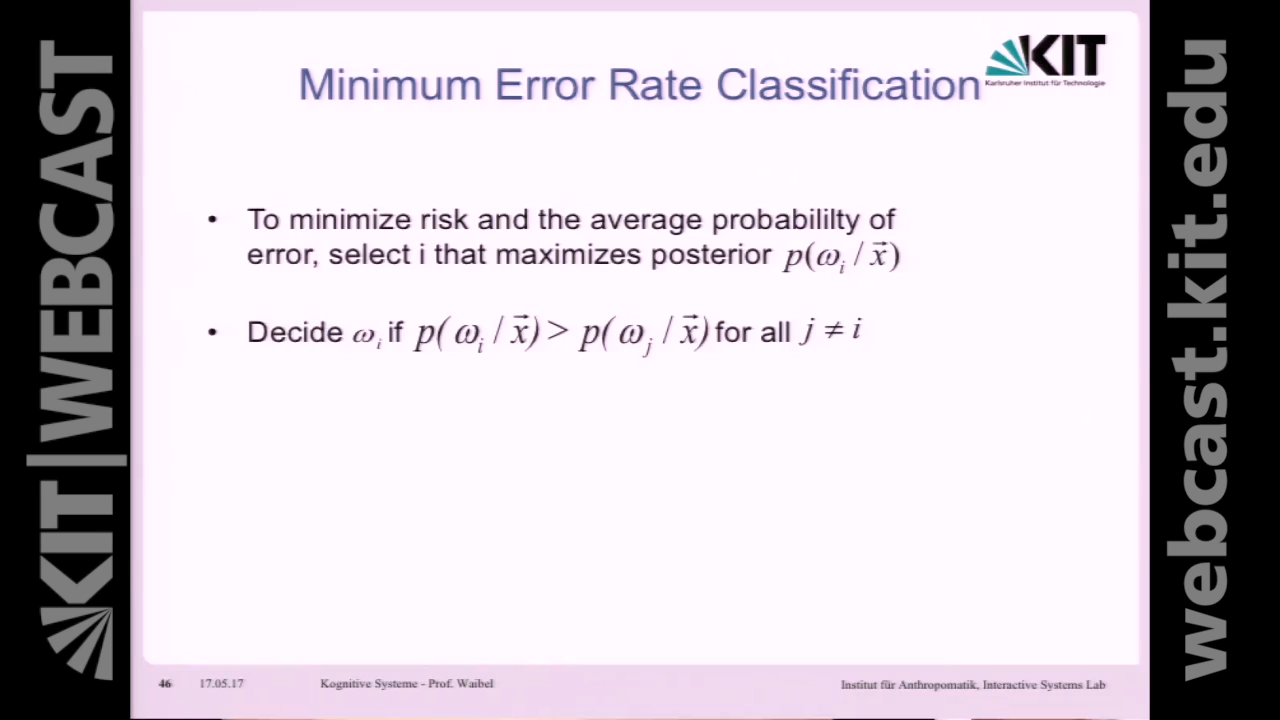 KIT|WEBCAST
KIT
Karlsruher Institut für Technologie
Minimum Error Rate Classification
• To minimize risk and the average probabililty of
error, select i that maximizes posterior p(ω_i / x⃗)
• Decide ω_i if p(ω_i / x⃗) > p(ω_j / x⃗) for all j ≠ i
46 17.05.17 Kognitive Systeme - Prof. Waibel Institut für Anthropomatik, Interactive Systems Lab
webcast.kit.edu